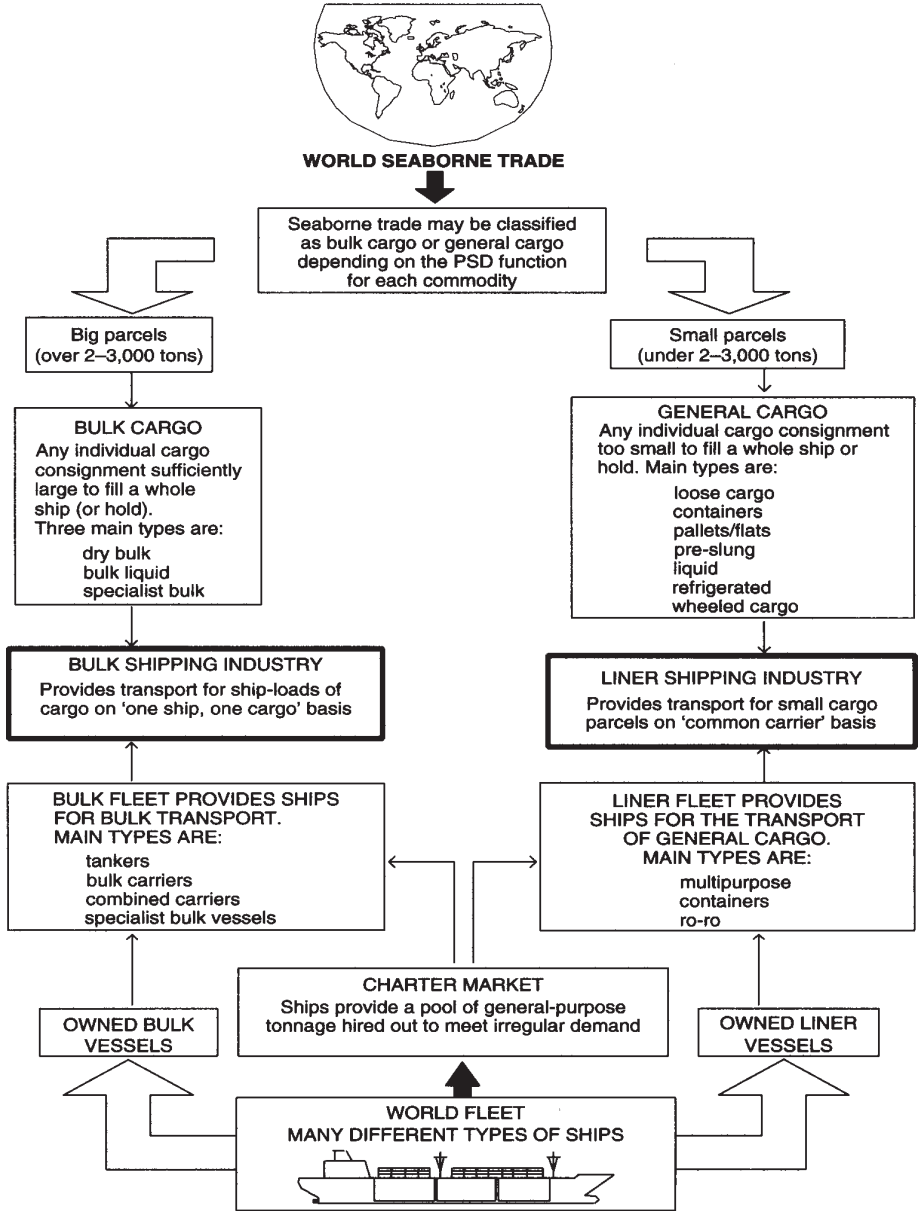 WORLD SEABORNE TRADE
Seaborne trade may be classified
as bulk cargo or general cargo
depending on the PSD function
for each commodity
Big parcels
(over 2–3,000 tons)
Small parcels
(under 2–3,000 tons)
BULK CARGO
Any individual cargo
consignment sufficiently
large to fill a whole
ship (or hold).
Three main types are:
dry bulk
bulk liquid
specialist bulk
GENERAL CARGO
Any individual cargo consignment
too small to fill a whole ship or
hold. Main types are:
loose cargo
containers
pallets/flats
pre-slung
liquid
refrigerated
wheeled cargo
BULK SHIPPING INDUSTRY
Provides transport for ship-loads of
cargo on 'one ship, one cargo' basis
LINER SHIPPING INDUSTRY
Provides transport for small cargo
parcels on 'common carrier' basis
BULK FLEET PROVIDES SHIPS
FOR BULK TRANSPORT.
MAIN TYPES ARE:
tankers
bulk carriers
combined carriers
specialist bulk vessels
LINER FLEET PROVIDES
SHIPS FOR THE TRANSPORT
OF GENERAL CARGO.
MAIN TYPES ARE:
multipurpose
containers
ro-ro
CHARTER MARKET
Ships provide a pool of general-purpose
tonnage hired out to meet irregular demand
OWNED BULK
VESSELS
OWNED LINER
VESSELS
WORLD FLEET
MANY DIFFERENT TYPES OF SHIPS